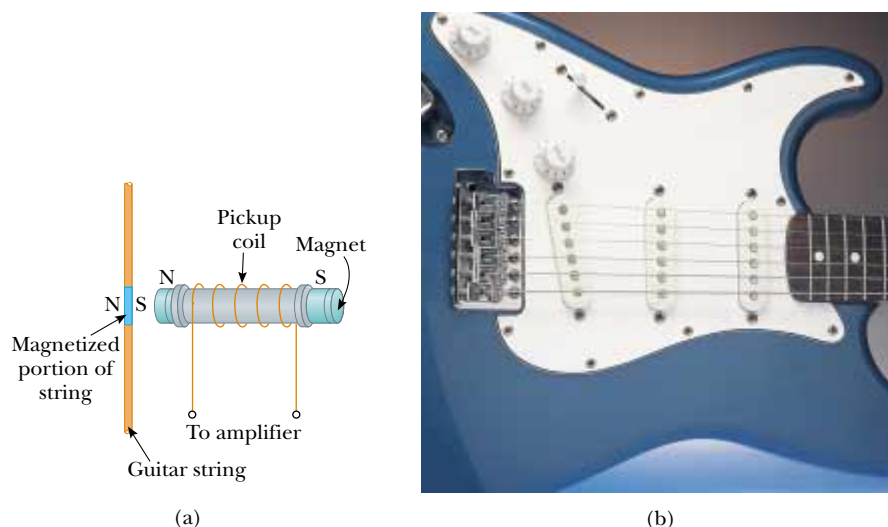 Pickup
coil
Magnet
N
S
N S
Magnetized
portion of
string
To amplifier
Guitar string
(a)
(b)